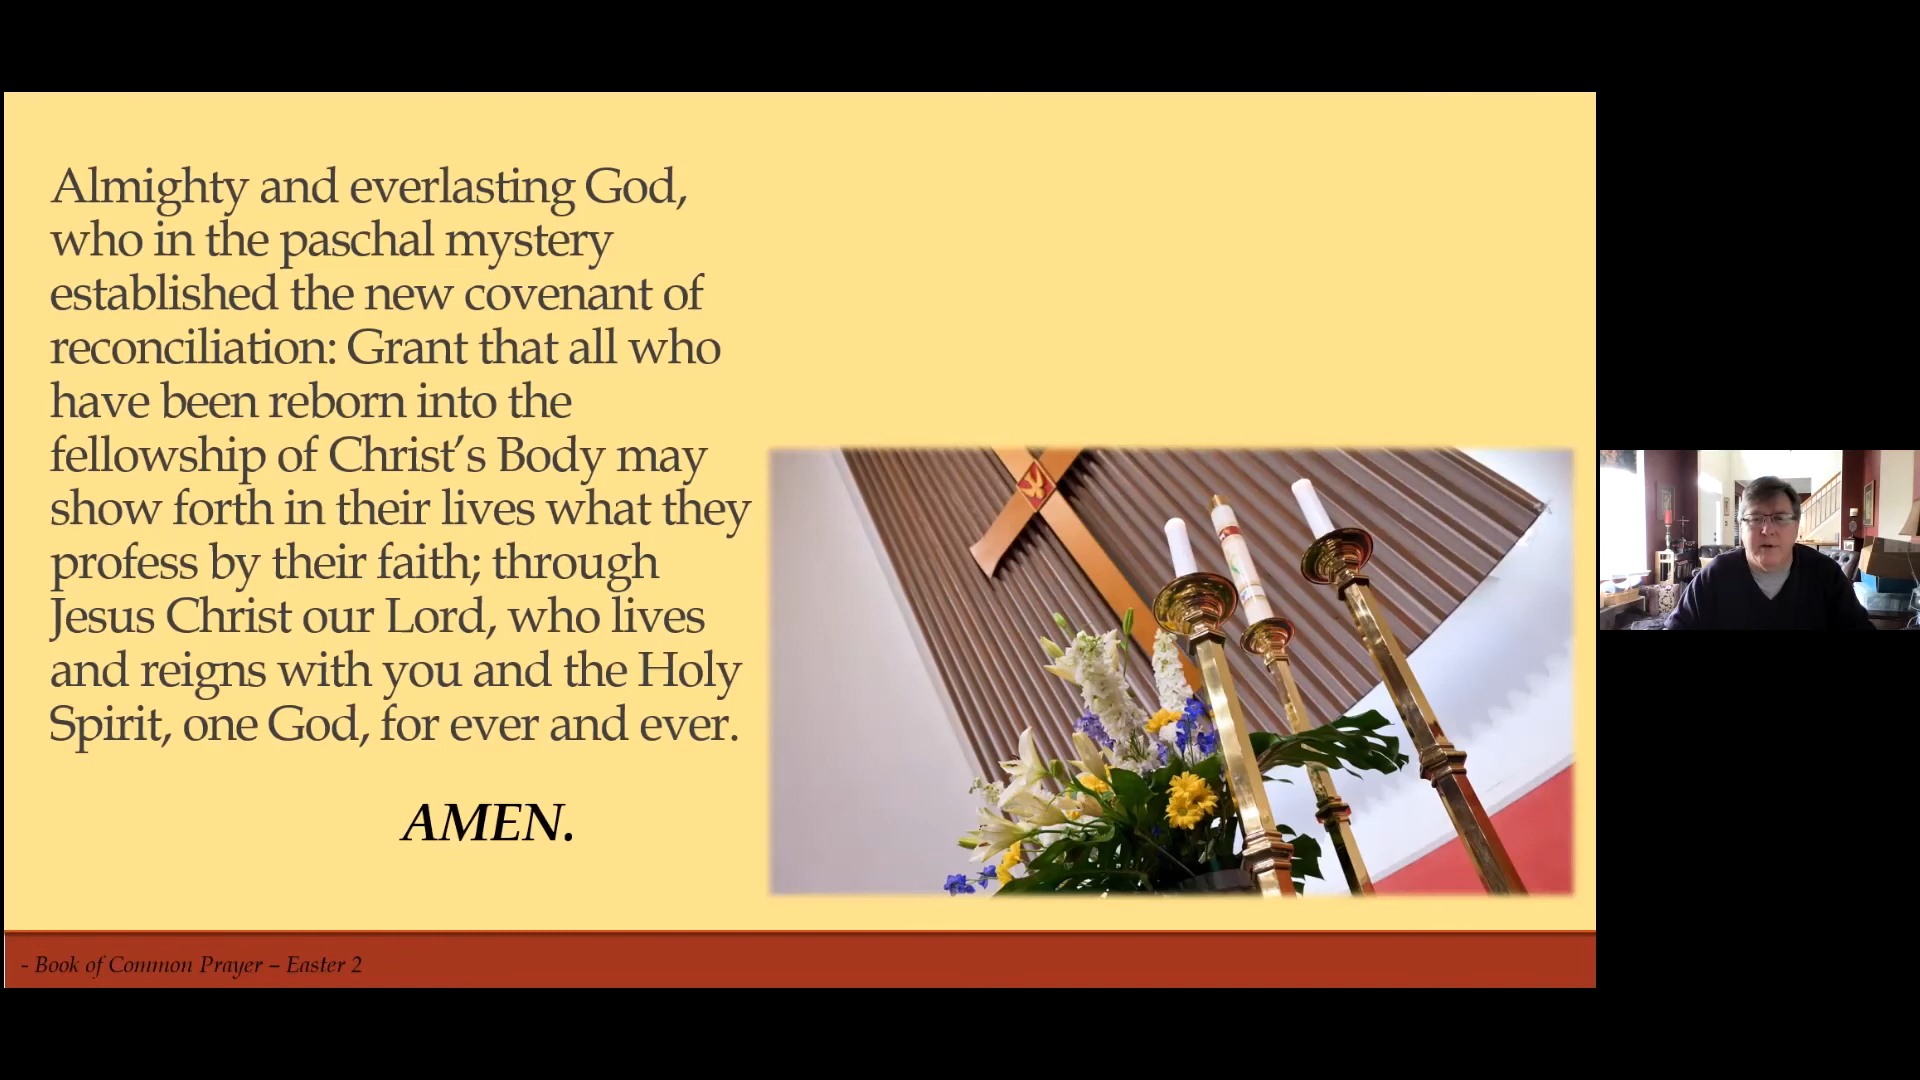 Almighty and everlasting God,
who in the paschal mystery
established the new covenant of
reconciliation: Grant that all who
have been reborn into the
fellowship of Christ’s Body may
show forth in their lives what they
profess by their faith; through
Jesus Christ our Lord, who lives
and reigns with you and the Holy
Spirit, one God, for ever and ever.
AMEN.
- Book of Common Prayer – Easter 2